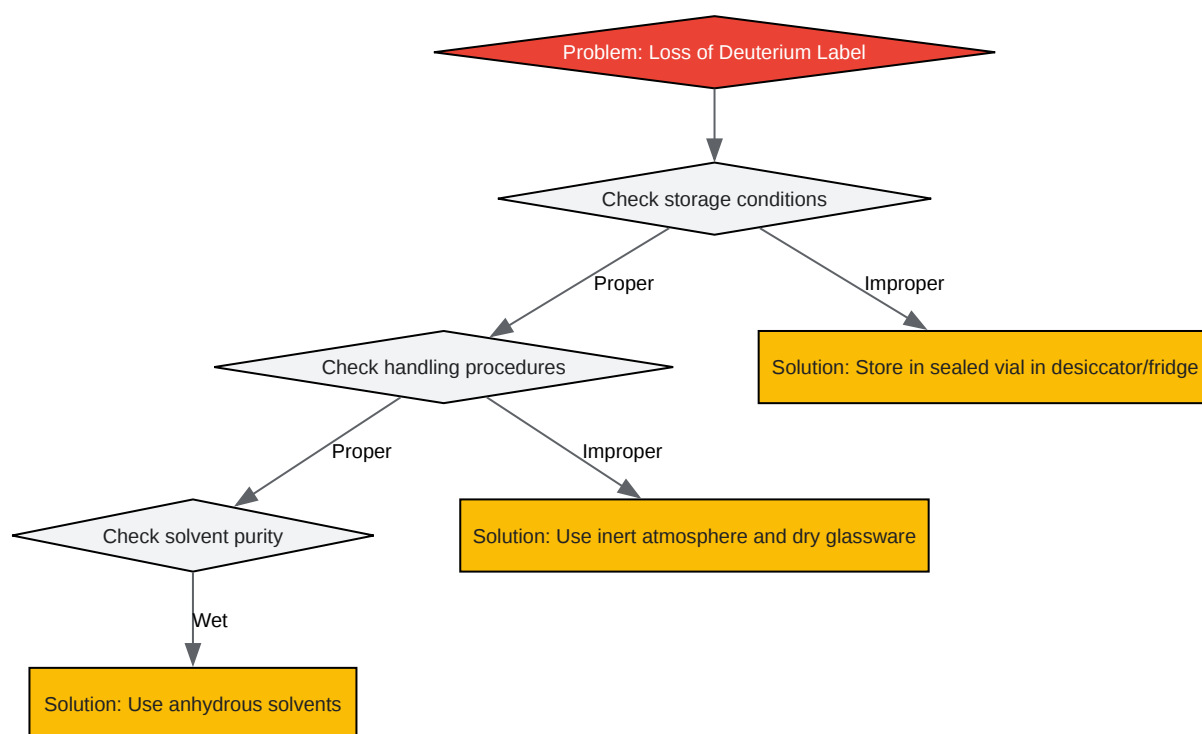 Problem: Loss of Deuterium Label
Check storage conditions
Proper
Improper
Check handling procedures
Solution: Store in sealed vial in desiccator/fridge
Proper
Improper
Check solvent purity
Solution: Use inert atmosphere and dry glassware
Wet
Solution: Use anhydrous solvents